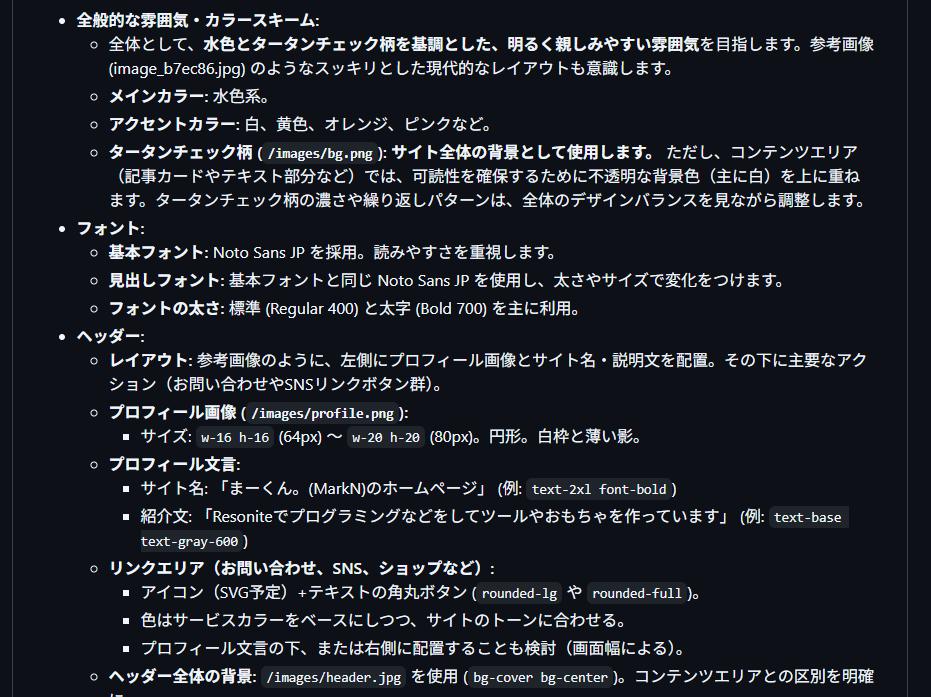 • 全般的な雰囲気・カラースキーム:
○ 全体として、水色とタータンチェック柄を基調とした、明るく親しみやすい雰囲気を目指します。参考画像
(image_b7ec86.jpg) のようなスッキリとした現代的なレイアウトも意識します。
○ メインカラー: 水色系。
○ アクセントカラー: 白、黄色、オレンジ、ピンクなど。
○ タータンチェック柄 ( /images/bg.png ): サイト全体の背景として使用します。 ただし、コンテンツエリア
（記事カードやテキスト部分など）では、可読性を確保するために不透明な背景色（主に白）を上に重ね
ます。タータンチェック柄の濃さや繰り返しパターンは、全体のデザインバランスを見ながら調整します。
• フォント:
○ 基本フォント: Noto Sans JP を採用。読みやすさを重視します。
○ 見出しフォント: 基本フォントと同じ Noto Sans JP を使用し、太さやサイズで変化をつけます。
○ フォントの太さ: 標準 (Regular 400) と太字 (Bold 700) を主に利用。
• ヘッダー:
○ レイアウト: 参考画像のように、左側にプロフィール画像とサイト名・説明文を配置。その下に主要なアク
ション（お問い合わせやSNSリンクボタン群）。
○ プロフィール画像 ( /images/profile.png ):
■ サイズ: w-16 h-16 (64px) 〜 w-20 h-20 (80px)。円形。白枠と薄い影。
○ プロフィール文言:
■ サイト名: 「まーくん。(MarkN)のホームページ」 (例: text-2xl font-bold )
■ 紹介文: 「Resoniteでプログラミングなどをしてツールやおもちゃを作っています」 (例: text-base
text-gray-600 )
○ リンクエリア（お問い合わせ、SNS、ショップなど）:
■ アイコン（SVG予定）+テキストの角丸ボタン ( rounded-lg や rounded-full )。
■ 色はサービスカラーをベースにしつつ、サイトのトーンに合わせる。
■ プロフィール文言の下、または右側に配置することも検討（画面幅による）。
○ ヘッダー全体の背景: /images/header.jpg を使用 ( bg-cover bg-center )。コンテンツエリアとの区別を明確